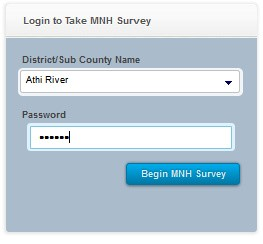 Login to Take MNH Survey
District/Sub County Name
Athi River
Password
••••••
Begin MNH Survey